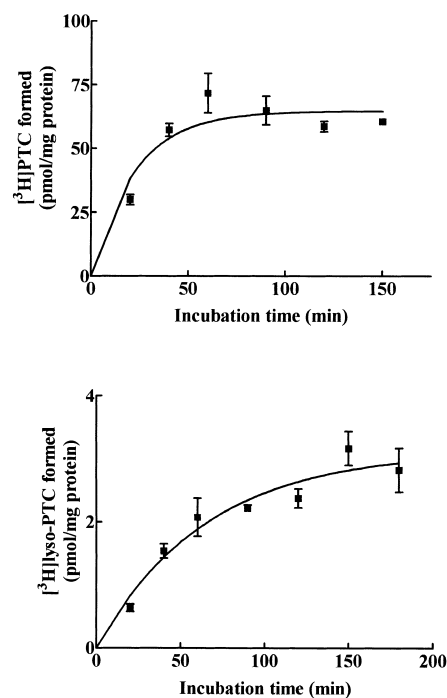 100
75
50
25
0
[³H]PTC formed
(pmol/mg protein)
0 50 100 150
Incubation time (min)
4
2
0
[³H]lyso-PTC formed
(pmol/mg protein)
0 50 100 150 200
Incubation time (min)